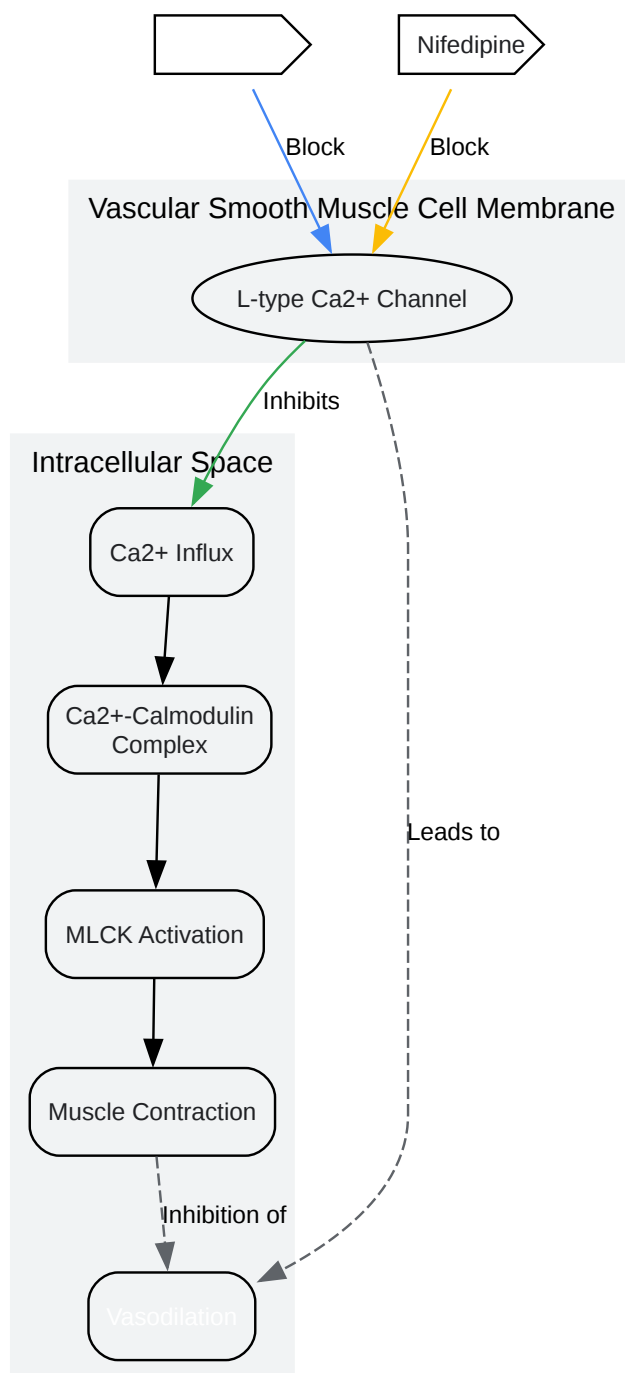 Nifedipine
Block
Block
Vascular Smooth Muscle Cell Membrane
L-type Ca2+ Channel
Inhibits
Intracellular Space
Ca2+ Influx
Ca2+-Calmodulin
Complex
Leads to
MLCK Activation
Muscle Contraction
Inhibition of
Vasodilation